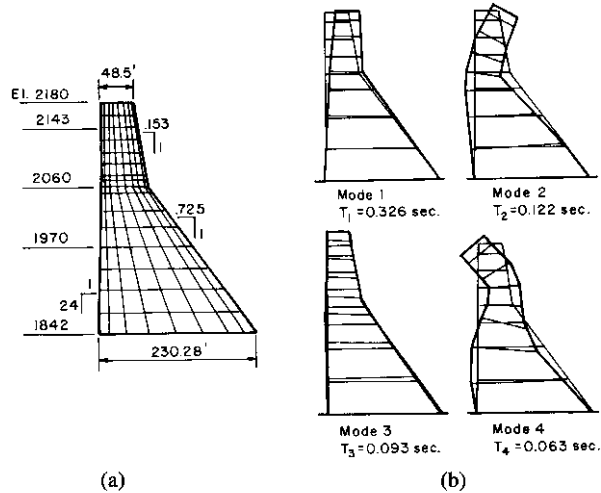 (a)
48.5'
El. 2180
2143
.153
1
2060
.725
1
1970
1
24
1842
230.28'
(b)
Mode 1
T1=0.326 sec.
Mode 2
T2=0.122 sec.
Mode 3
T3=0.093 sec.
Mode 4
T4=0.063 sec.
(a)
(b)